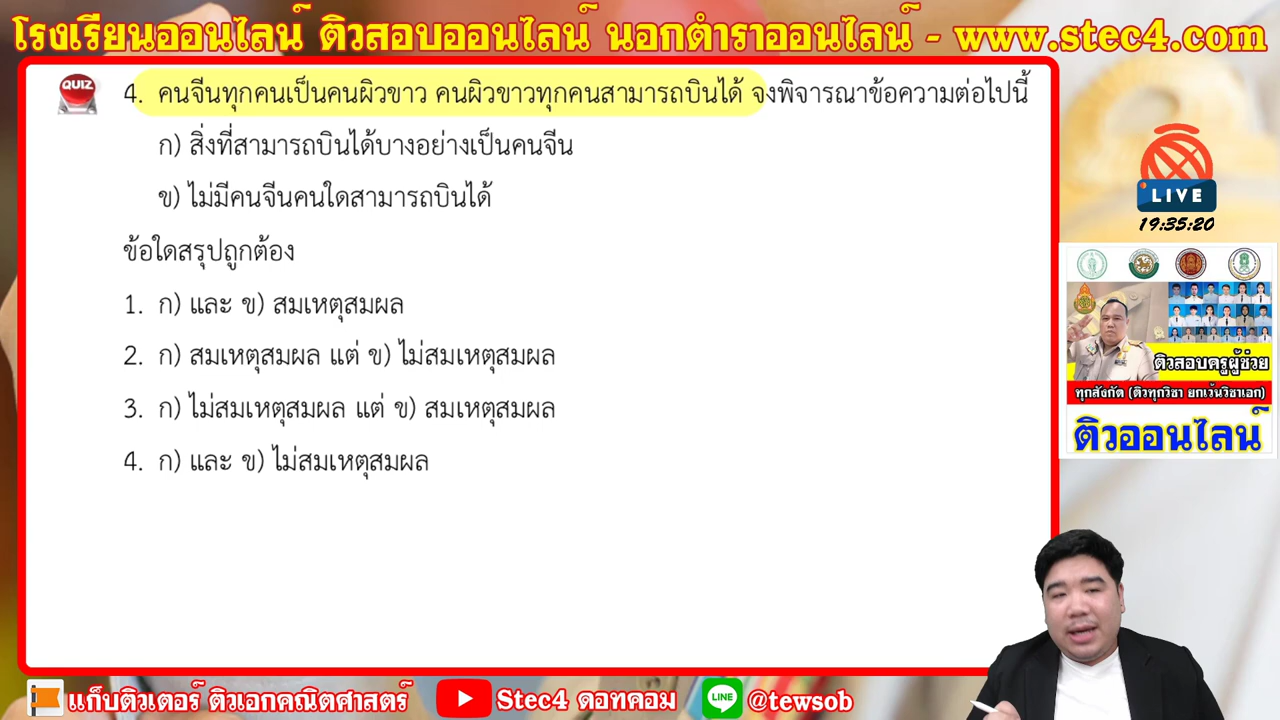 โรงเรียนออนไลน์ ติวสอบออนไลน์ นอกตำราออนไลน์ - www.stec4.com
QUIZ
4. คนจีนทุกคนเป็นคนผิวขาว คนผิวขาวทุกคนสามารถบินได้ จงพิจารณาข้อความต่อไปนี้
ก) สิ่งที่สามารถบินได้บางอย่างเป็นคนจีน
ข) ไม่มีคนจีนคนใดสามารถบินได้
ข้อใดสรุปถูกต้อง
1. ก) และ ข) สมเหตุสมผล
2. ก) สมเหตุสมผล แต่ ข) ไม่สมเหตุสมผล
3. ก) ไม่สมเหตุสมผล แต่ ข) สมเหตุสมผล
4. ก) และ ข) ไม่สมเหตุสมผล
LIVE
19:35:20
ติวสอบครูผู้ช่วย
ทุกสังกัด (ติวทุกวิชา ยกเว้นวิชาเอก)
ติวออนไลน์
แก๊บติวเตอร์ ติวเอกคณิตศาสตร์
Stec4 ดอทคอม
LINE
@tewsob